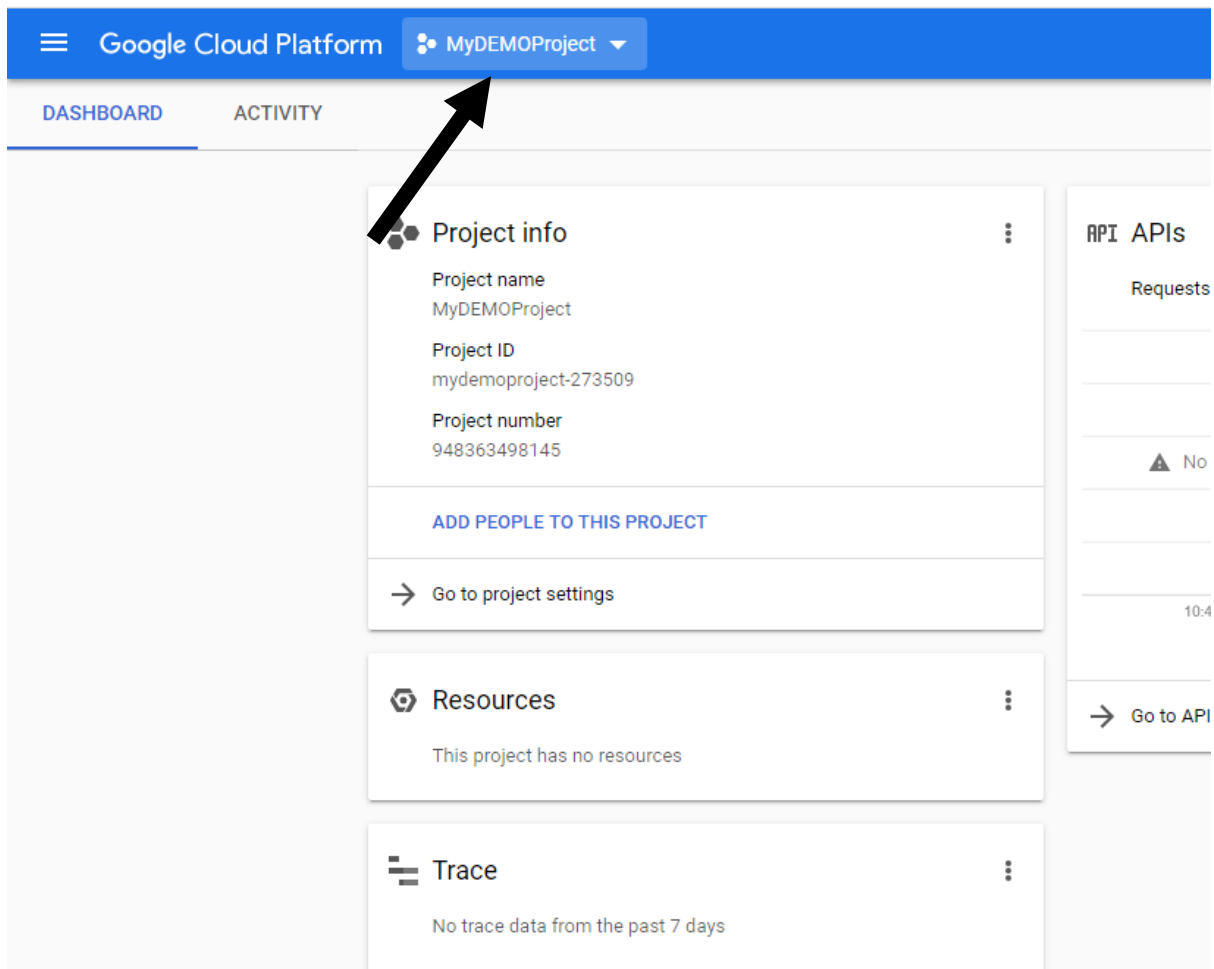 Google Cloud Platform MyDEMOProject
DASHBOARD ACTIVITY
Project info
Project name
MyDEMOProject
Project ID
mydemoproject-273509
Project number
948363498145
ADD PEOPLE TO THIS PROJECT
Go to project settings
Resources
This project has no resources
Trace
No trace data from the past 7 days
API APIs
Requests
No
10:4
Go to API